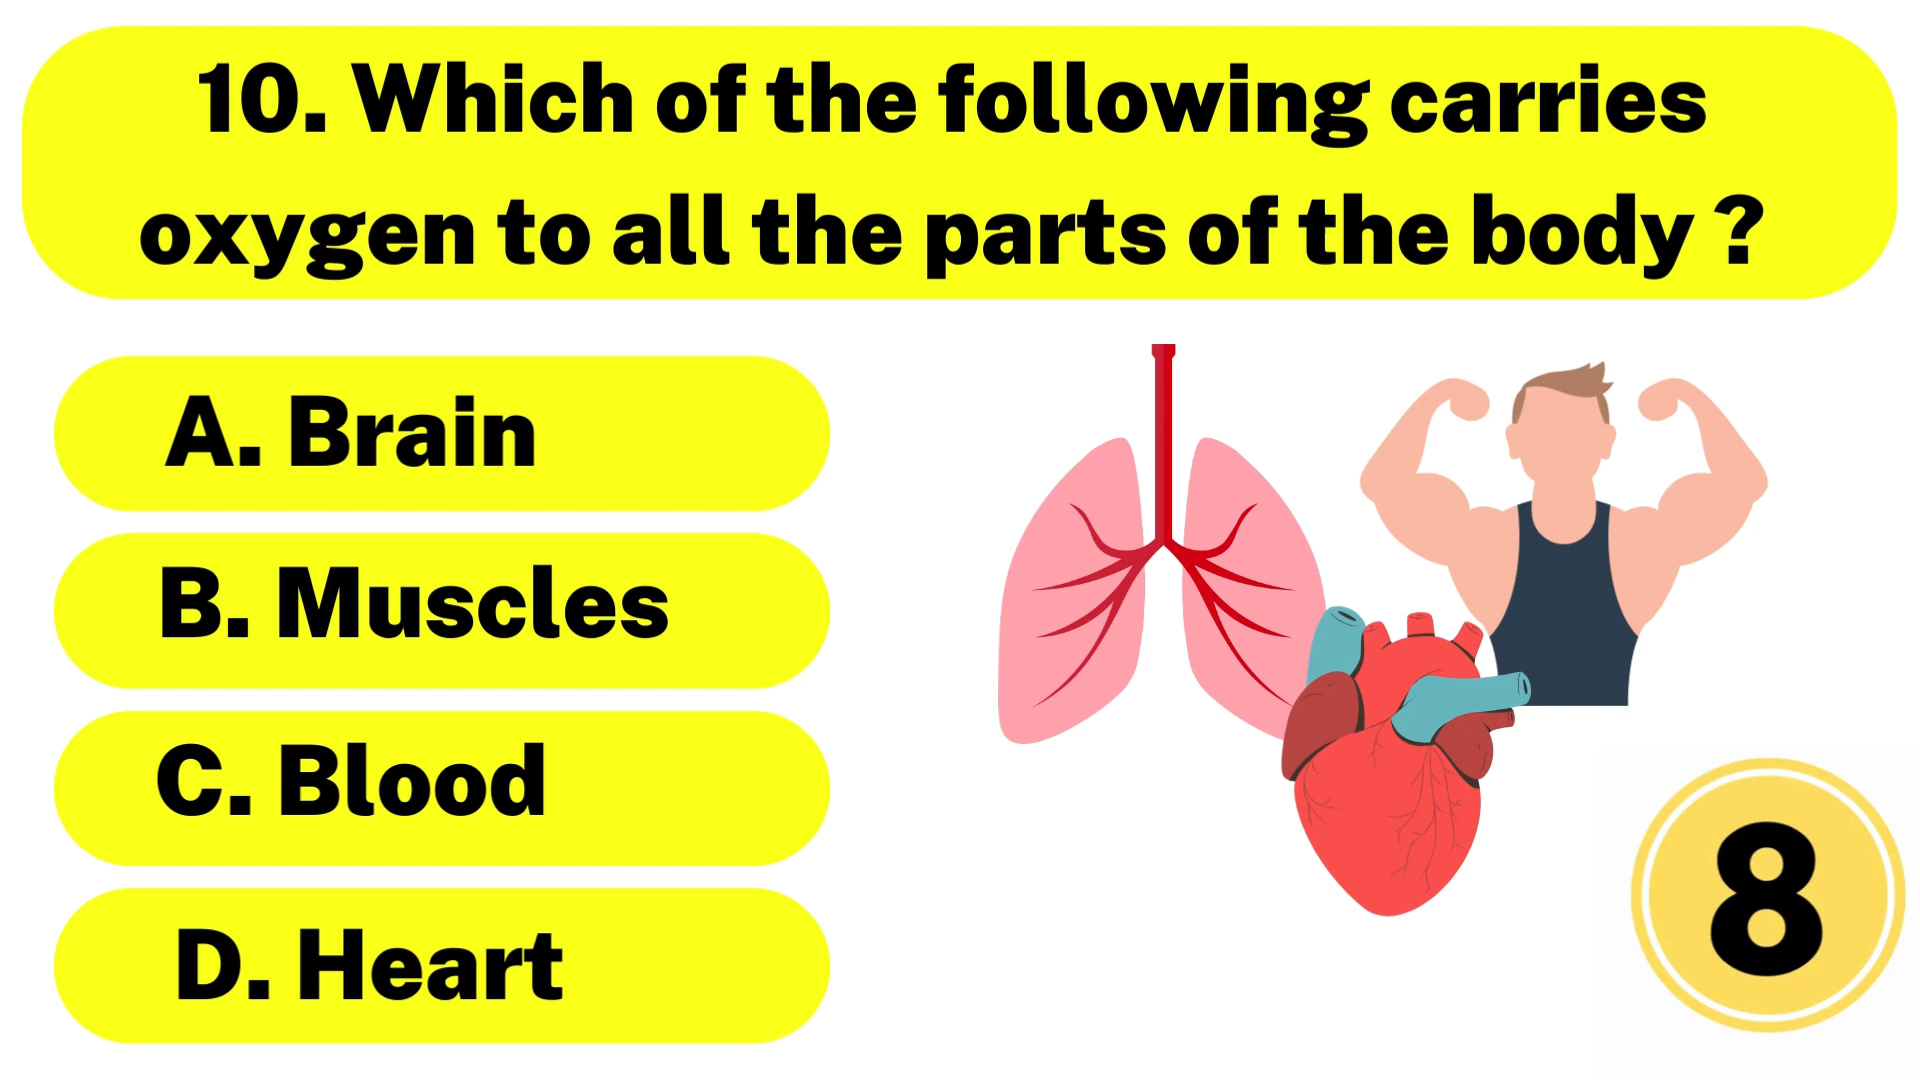 10. Which of the following carries
oxygen to all the parts of the body ?
A. Brain
B. Muscles
C. Blood
D. Heart
8